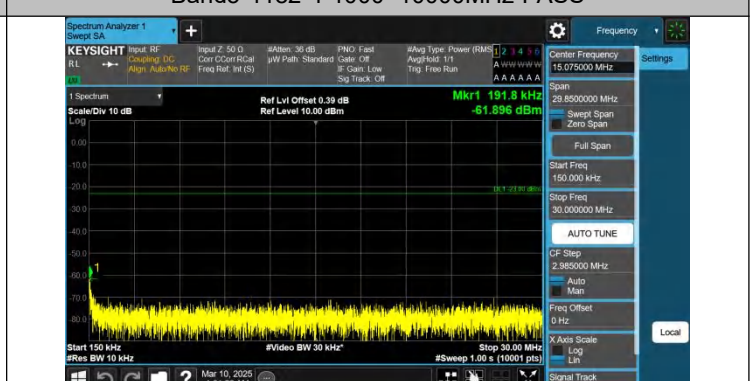 Spectrum Analyzer 1
Swept SA
+
Frequency
KEYSIGHT
RL
Input: RF
Coupling: DC
Align: Auto/No RF
Input Z: 50 Ω
Corr CCorr RCal
Freq Ref: Int (S)
#Atten: 36 dB
µW Path: Standard
PNO: Fast
Gate: Off
IF Gain: Low
Sig Track: Off
#Avg Type: Power (RMS
Avg|Hold: 1/1
Trig: Free Run
1 2 3 4 5 6
A W W W W W
A A A A A A
1 Spectrum
Scale/Div 10 dB
Log
Ref Lvl Offset 0.39 dB
Ref Level 10.00 dBm
Mkr1 191.8 kHz
-61.896 dBm
0.00
-10.0
-20.0
-30.0
-40.0
-50.0
-60.0
-70.0
-80.0
1
Start 150 kHz
#Res BW 10 kHz
#Video BW 30 kHz*
Stop 30.00 MHz
#Sweep 1.00 s (10001 pts)
Center Frequency
15.075000 MHz
Settings
Span
29.8500000 MHz
Swept Span
Zero Span
Full Span
Start Freq
150.000 kHz
Stop Freq
30.000000 MHz
AUTO TUNE
CF Step
2.985000 MHz
Auto
Man
Freq Offset
0 Hz
X Axis Scale
Log
Lin
Local
Signal Track
?
Mar 10, 2025